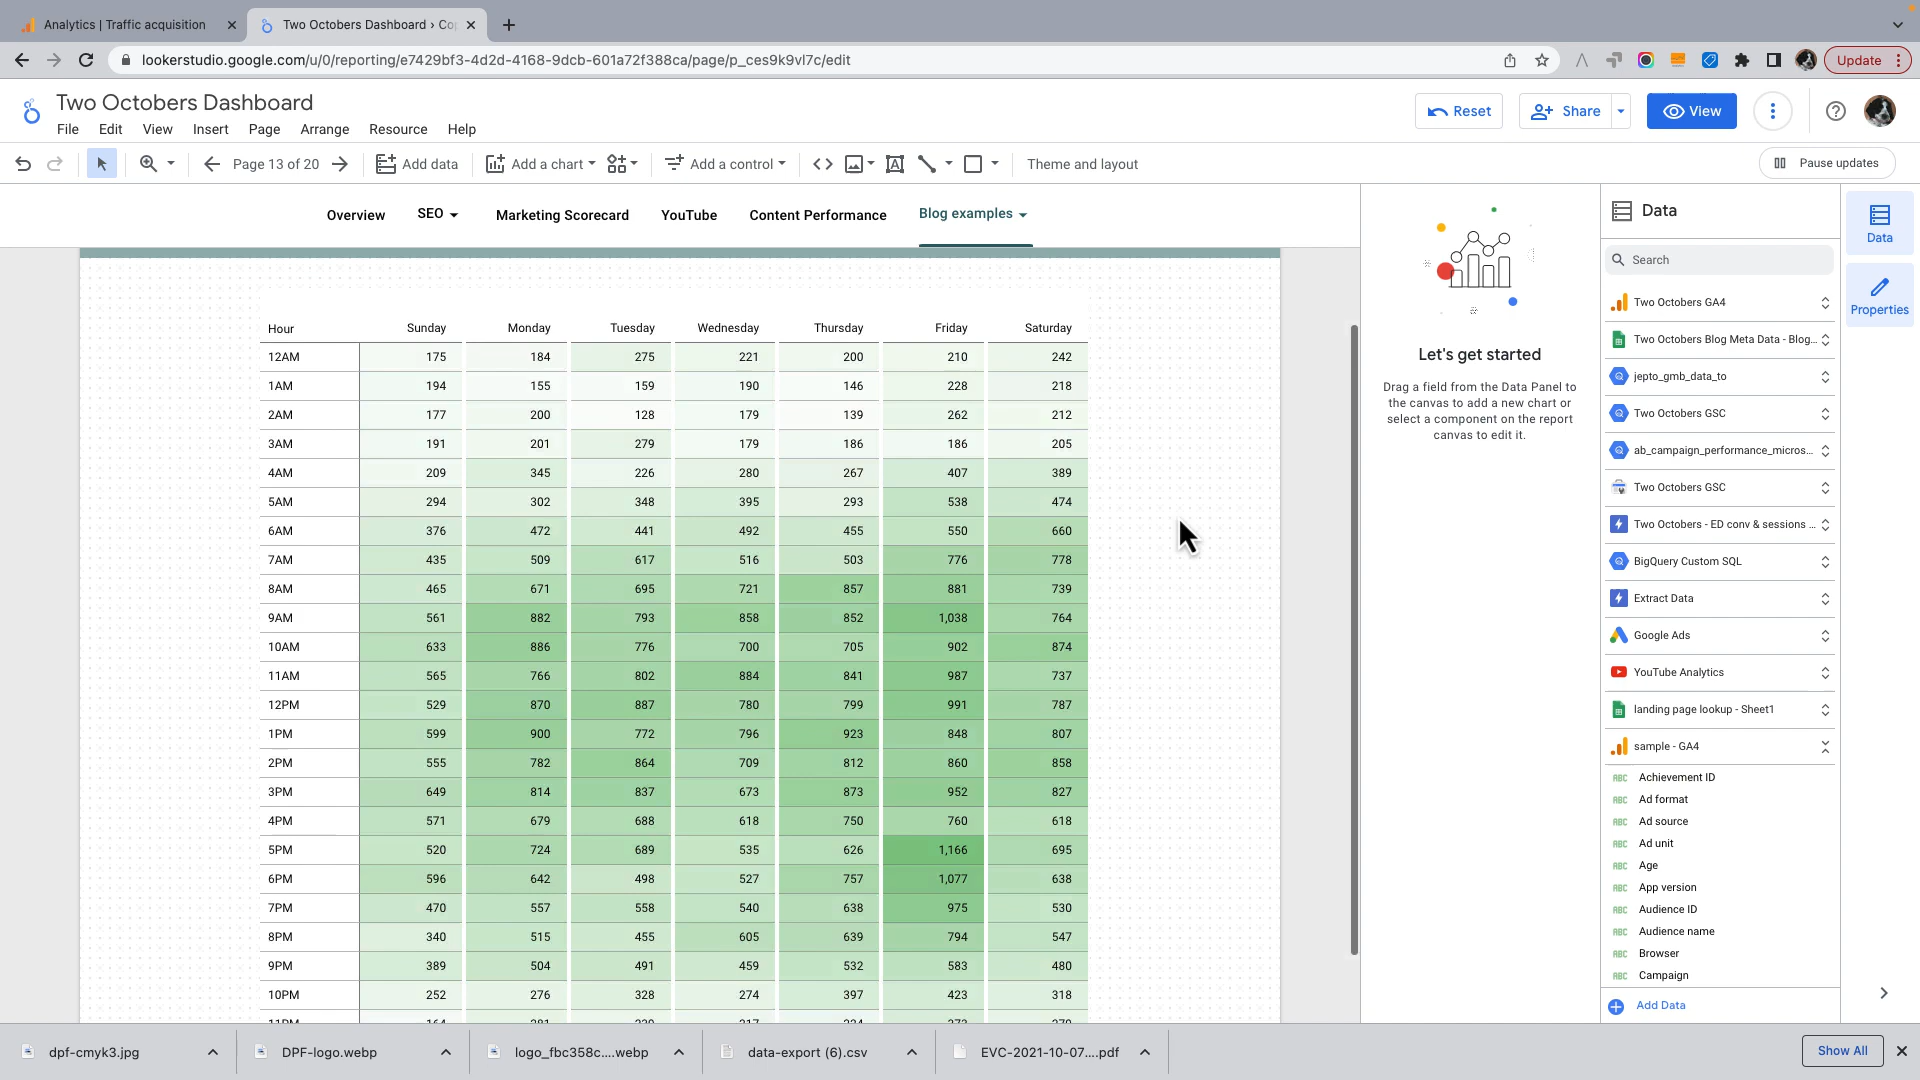 Analytics | Traffic acquisition
Two Octobers Dashboard › Cop
lookerstudio.google.com/u/0/reporting/e7429bf3-4d2d-4168-9dcb-601a72f388ca/page/p_ces9k9vl7c/edit
Update
Two Octobers Dashboard
Reset
Share
View
File Edit View Insert Page Arrange Resource Help
Page 13 of 20
Add data
Add a chart
Add a control
Theme and layout
Pause updates
Overview SEO Marketing Scorecard YouTube Content Performance Blog examples
Hour Sunday Monday Tuesday Wednesday Thursday Friday Saturday
12AM 175 184 275 221 200 210 242
1AM 194 155 159 190 146 228 218
2AM 177 200 128 179 139 262 212
3AM 191 201 279 179 186 186 205
4AM 209 345 226 280 267 407 389
5AM 294 302 348 395 293 538 474
6AM 376 472 441 492 455 550 660
7AM 435 509 617 516 503 776 778
8AM 465 671 695 721 857 881 739
9AM 561 882 793 858 852 1,038 764
10AM 633 886 776 700 705 902 874
11AM 565 766 802 884 841 987 737
12PM 529 870 887 780 799 991 787
1PM 599 900 772 796 923 848 807
2PM 555 782 864 709 812 860 858
3PM 649 814 837 673 873 952 827
4PM 571 679 688 618 750 760 618
5PM 520 724 689 535 626 1,166 695
6PM 596 642 498 527 757 1,077 638
7PM 470 557 558 540 638 975 530
8PM 340 515 455 605 639 794 547
9PM 389 504 491 459 532 583 480
10PM 252 276 328 274 397 423 318
Let's get started
Drag a field from the Data Panel to
the canvas to add a new chart or
select a component on the report
canvas to edit it.
Data
Search
Two Octobers GA4
Two Octobers Blog Meta Data - Blog...
jepto_gmb_data_to
Two Octobers GSC
ab_campaign_performance_micros...
Two Octobers GSC
Two Octobers - ED conv & sessions ...
BigQuery Custom SQL
Extract Data
Google Ads
YouTube Analytics
landing page lookup - Sheet1
sample - GA4
ABC Achievement ID
ABC Ad format
ABC Ad source
ABC Ad unit
ABC Age
ABC App version
ABC Audience ID
ABC Audience name
ABC Browser
ABC Campaign
Add Data
Data
Properties
dpf-cmyk3.jpg
DPF-logo.webp
logo_fbc358c....webp
data-export (6).csv
EVC-2021-10-07....pdf
Show All